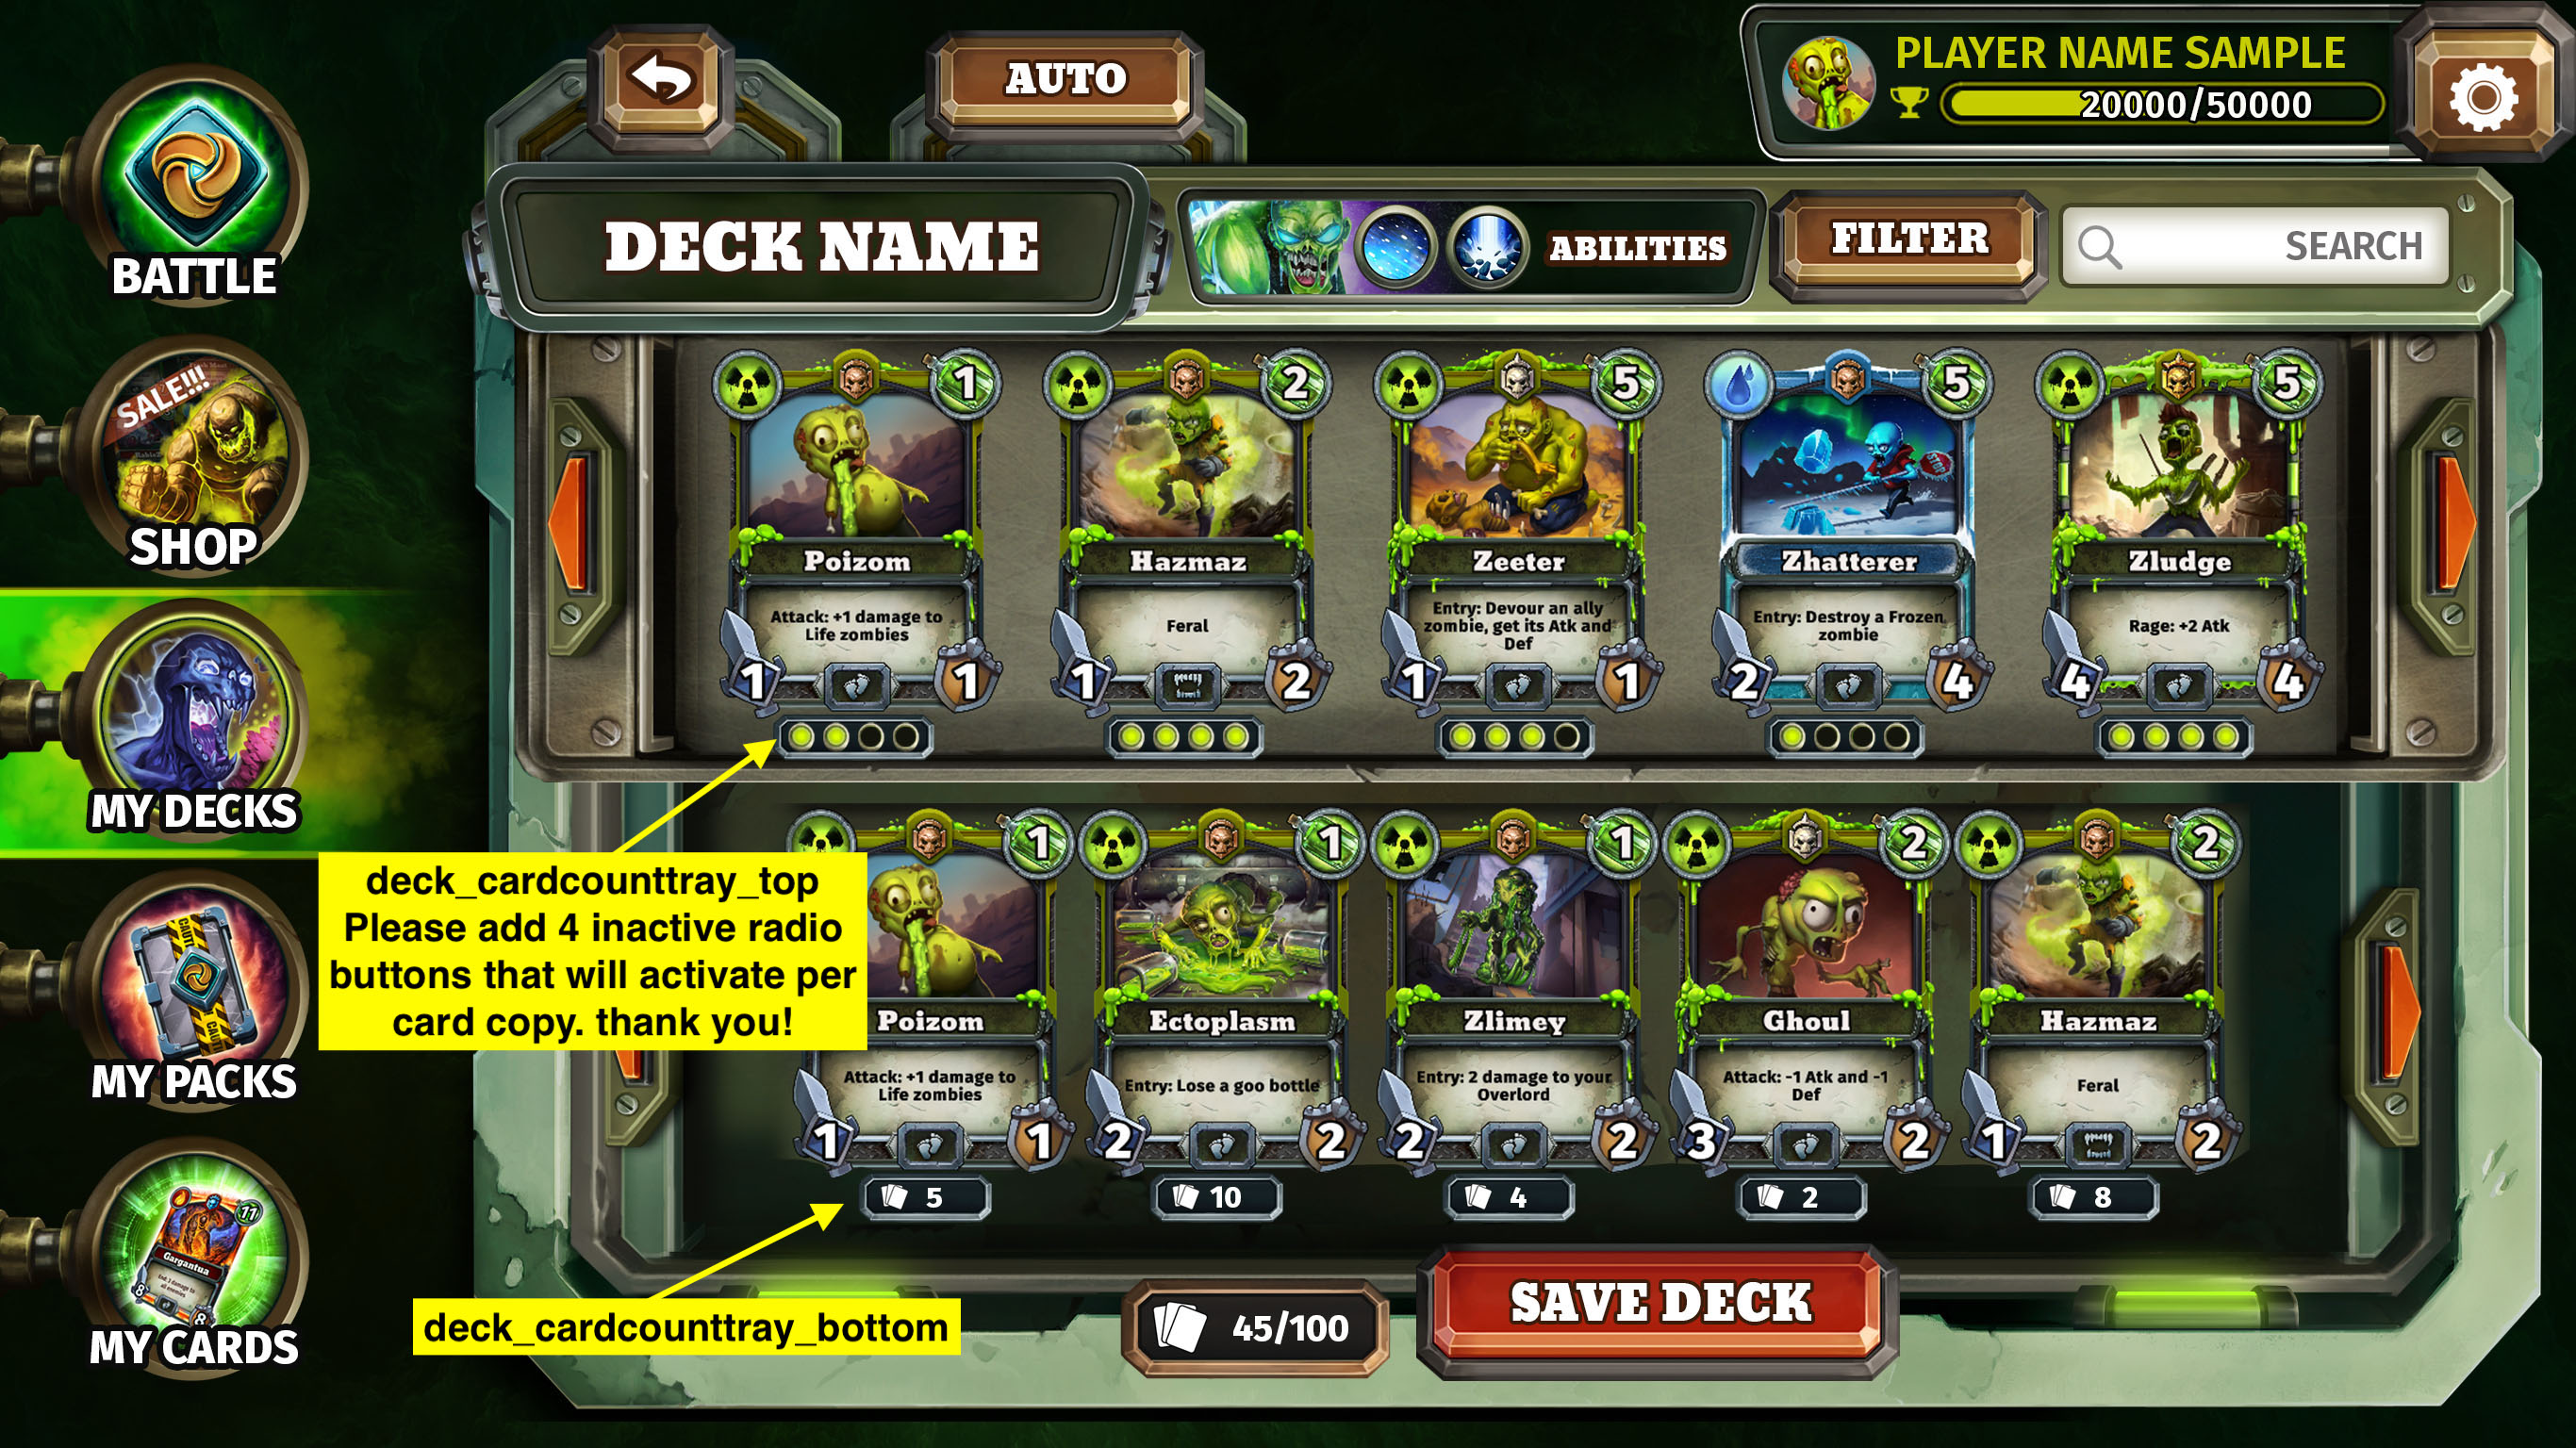 AUTO
PLAYER NAME SAMPLE
20000/50000
BATTLE
DECK NAME
ABILITIES
FILTER
SEARCH
SALE!!!
SHOP
1
2
5
5
5
Poizom
Hazmaz
Zeeter
Zhatterer
STOP
Zludge
Attack: +1 damage to
Life zombies
Feral
Entry: Devour an ally
zombie, get its Atk and
Def
Entry: Destroy a Frozen
zombie
Rage: +2 Atk
1
1
1
2
1
1
2
4
4
4
MY DECKS
deck_cardcounttray_top
Please add 4 inactive radio
buttons that will activate per
card copy. thank you!
1
1
1
2
2
Poizom
Ectoplasm
Zlimey
Ghoul
Hazmaz
Attack: +1 damage to
Life zombies
Entry: Lose a goo bottle
Entry: 2 damage to your
Overlord
Attack: -1 Atk and -1
Def
Feral
1
1
2
2
2
2
3
2
1
2
5
10
4
2
8
MY PACKS
deck_cardcounttray_bottom
11
Gargantua
8
8
MY CARDS
45/100
SAVE DECK